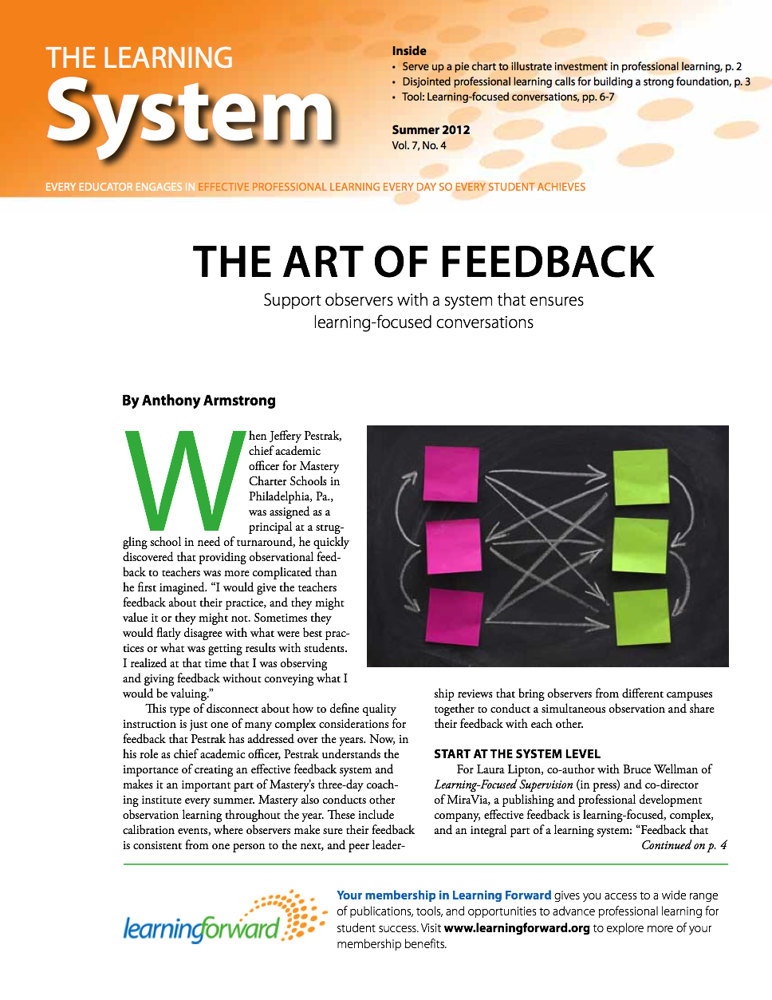 THE LEARNING
System
Inside
• Serve up a pie chart to illustrate investment in professional learning, p. 2
• Disjointed professional learning calls for building a strong foundation, p. 3
• Tool: Learning-focused conversations, pp. 6-7
Summer 2012
Vol. 7, No. 4
EVERY EDUCATOR ENGAGES IN EFFECTIVE PROFESSIONAL LEARNING EVERY DAY SO EVERY STUDENT ACHIEVES
THE ART OF FEEDBACK
Support observers with a system that ensures
learning-focused conversations
By Anthony Armstrong
When Jeffery Pestrak,
chief academic
officer for Mastery
Charter Schools in
Philadelphia, Pa.,
was assigned as a
principal at a strug-
gling school in need of turnaround, he quickly
discovered that providing observational feed-
back to teachers was more complicated than
he first imagined. “I would give the teachers
feedback about their practice, and they might
value it or they might not. Sometimes they
would flatly disagree with what were best prac-
tices or what was getting results with students.
I realized at that time that I was observing
and giving feedback without conveying what I
would be valuing.”
This type of disconnect about how to define quality
instruction is just one of many complex considerations for
feedback that Pestrak has addressed over the years. Now, in
his role as chief academic officer, Pestrak understands the
importance of creating an effective feedback system and
makes it an important part of Mastery’s three-day coach-
ing institute every summer. Mastery also conducts other
observation learning throughout the year. These include
calibration events, where observers make sure their feedback
is consistent from one person to the next, and peer leader-
ship reviews that bring observers from different campuses
together to conduct a simultaneous observation and share
their feedback with each other.
START AT THE SYSTEM LEVEL
For Laura Lipton, co-author with Bruce Wellman of
Learning-Focused Supervision (in press) and co-director
of MiraVia, a publishing and professional development
company, effective feedback is learning-focused, complex,
and an integral part of a learning system: “Feedback that
Continued on p. 4
learningforward
Your membership in Learning Forward gives you access to a wide range
of publications, tools, and opportunities to advance professional learning for
student success. Visit www.learningforward.org to explore more of your
membership benefits.